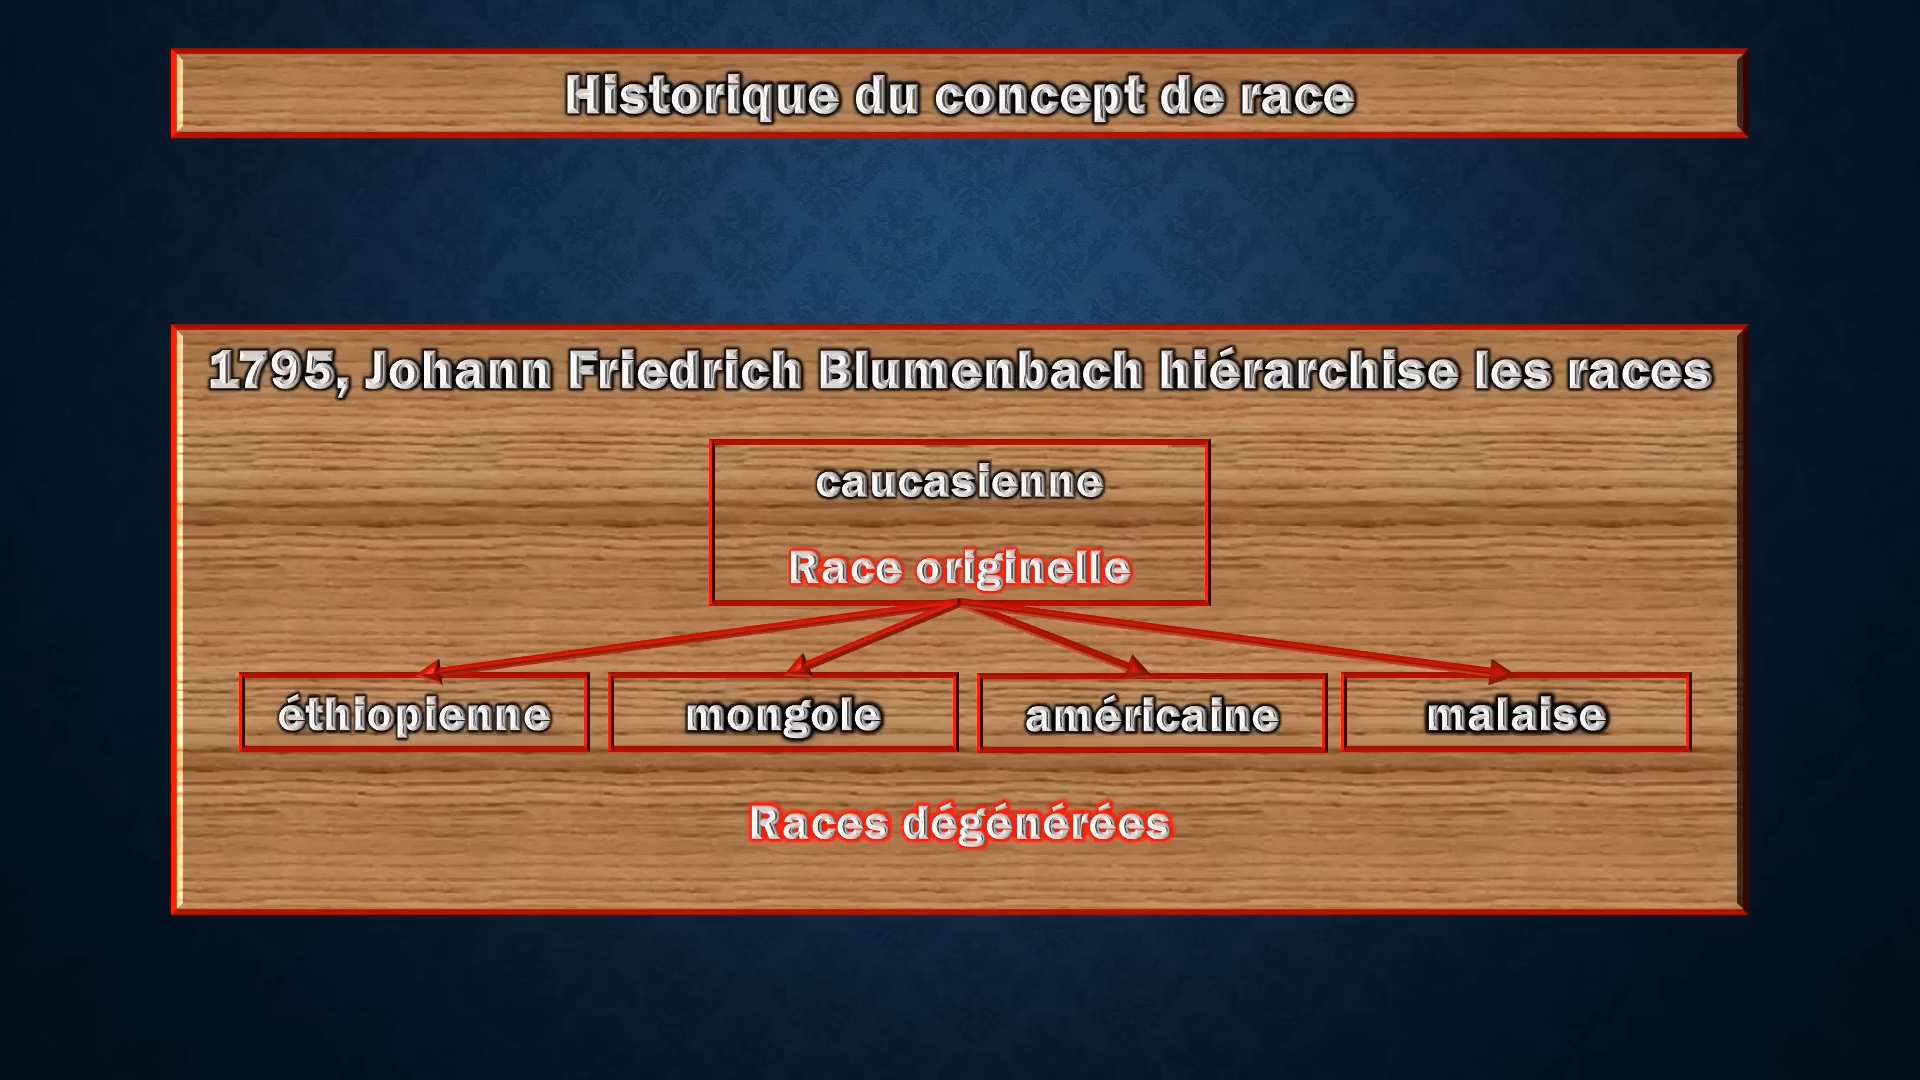 Historique du concept de race
1795, Johann Friedrich Blumenbach hiérarchise les races
caucasienne
Race originelle
éthiopienne
mongole
américaine
malaise
Races dégénérées